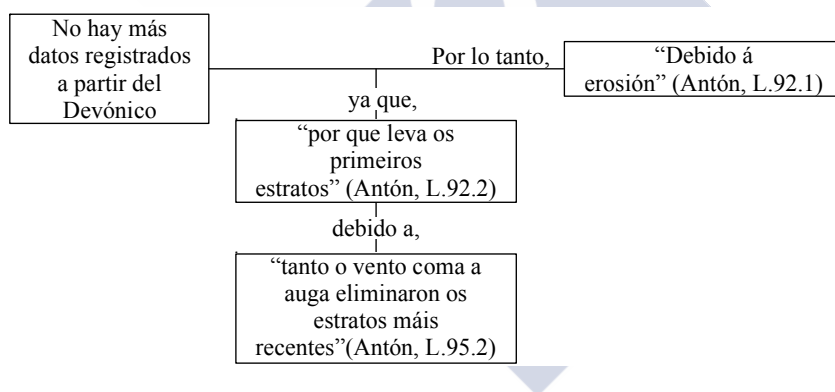 No hay más
datos registrados
a partir del
Devónico
Por lo tanto,
“Debido á
erosión” (Antón, L.92.1)
ya que,
“por que leva os
primeiros
estratos” (Antón, L.92.2)
debido a,
“tanto o vento coma a
auga eliminaron os
estratos máis
recentes”(Antón, L.95.2)